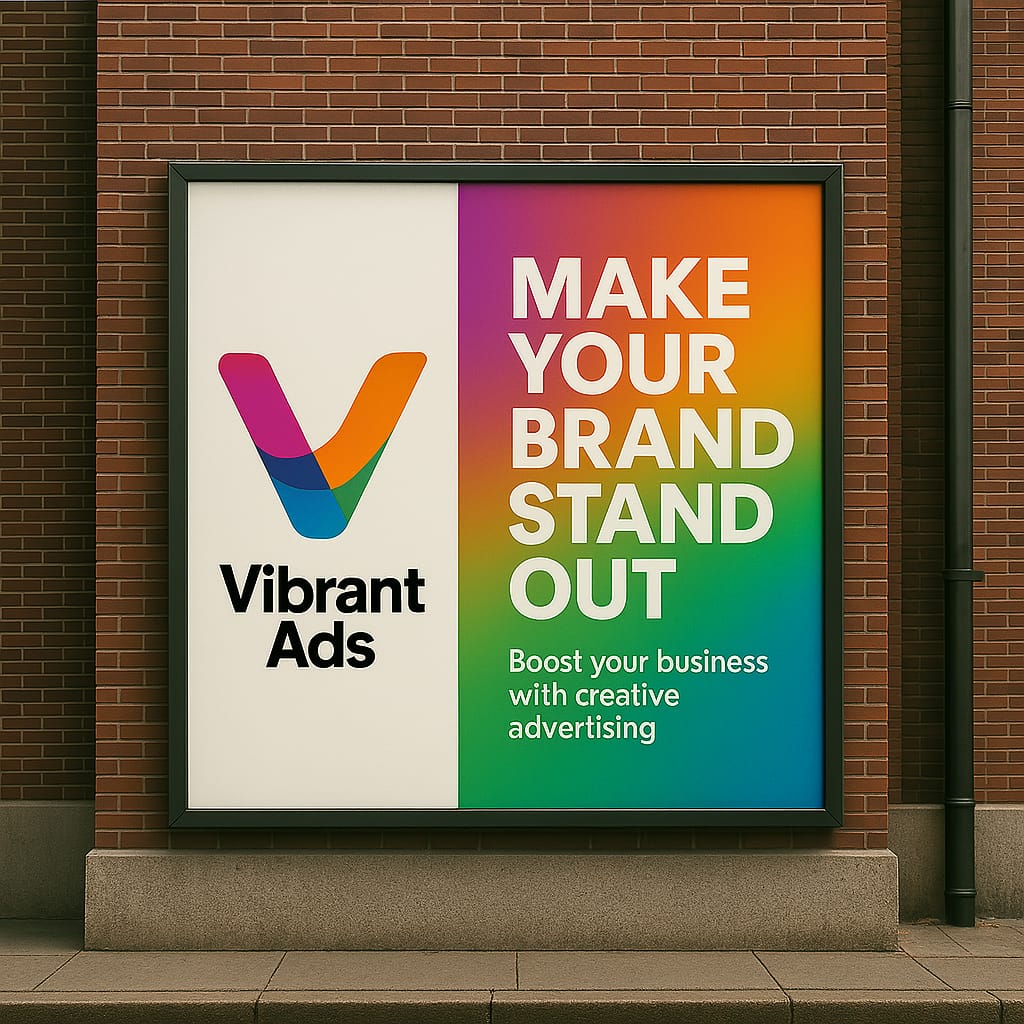 Vibrant
Ads
MAKE
YOUR
BRAND
STAND
OUT
Boost your business
with creative
advertising